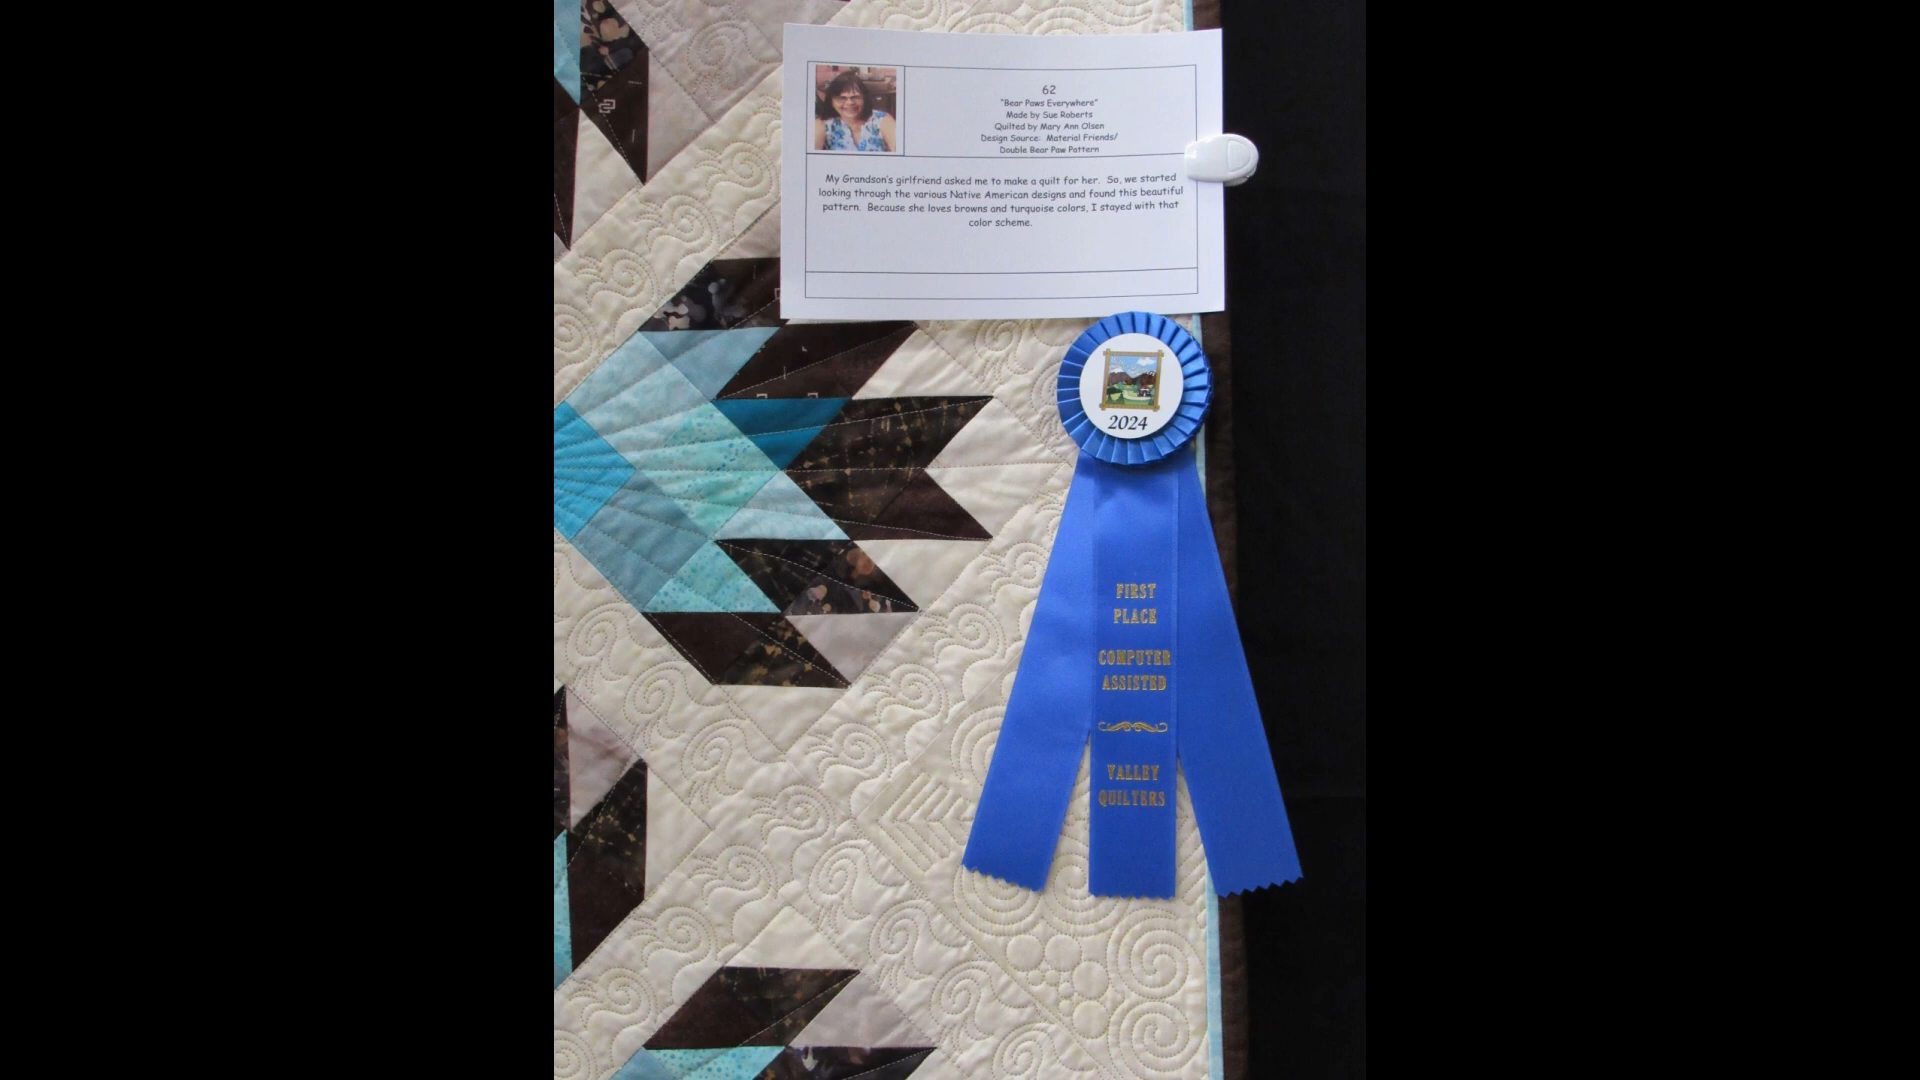 62
"Bear Paws Everywhere"
Made by Sue Roberts
Quilted by Mary Ann Olsen
Design Source: Material Friends/
Double Bear Paw Pattern
My Grandson's girlfriend asked me to make a quilt for her. So, we started
looking through the various Native American designs and found this beautiful
pattern. Because she loves browns and turquoise colors, I stayed with that
color scheme.
2024
FIRST
PLACE
COMPUTER
ASSISTED
VALLEY
QUILTERS